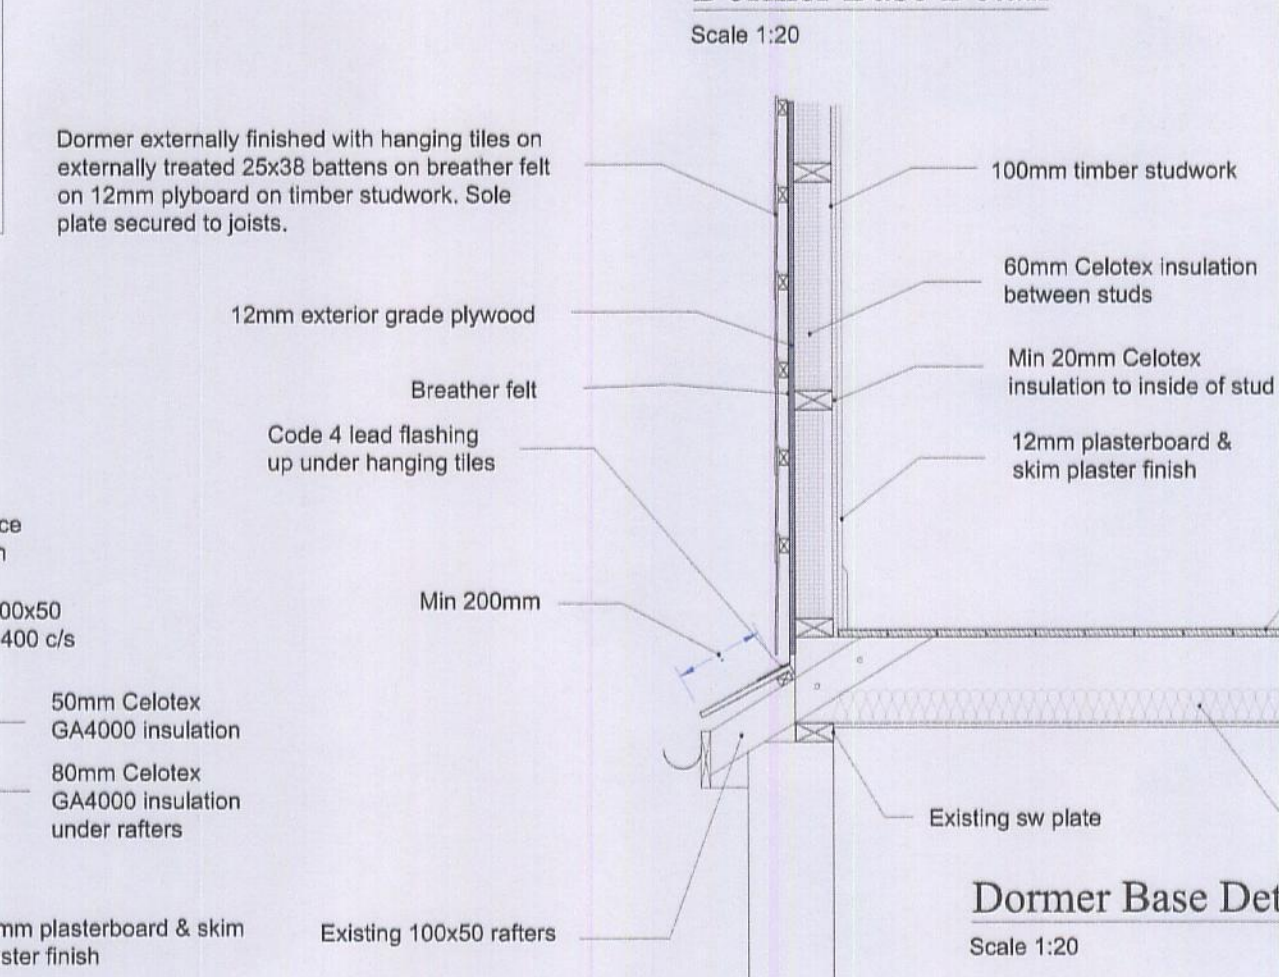 Scale 1:20
Dormer externally finished with hanging tiles on
externally treated 25x38 battens on breather felt
on 12mm plyboard on timber studwork. Sole
plate secured to joists.
12mm exterior grade plywood
Breather felt
Code 4 lead flashing
up under hanging tiles
Min 200mm
100mm timber studwork
60mm Celotex insulation
between studs
Min 20mm Celotex
insulation to inside of stud
12mm plasterboard &
skim plaster finish
ce
n
00x50
400 c/s
50mm Celotex
GA4000 insulation
80mm Celotex
GA4000 insulation
under rafters
mm plasterboard & skim
ster finish
Existing 100x50 rafters
Existing sw plate
Dormer Base Det
Scale 1:20